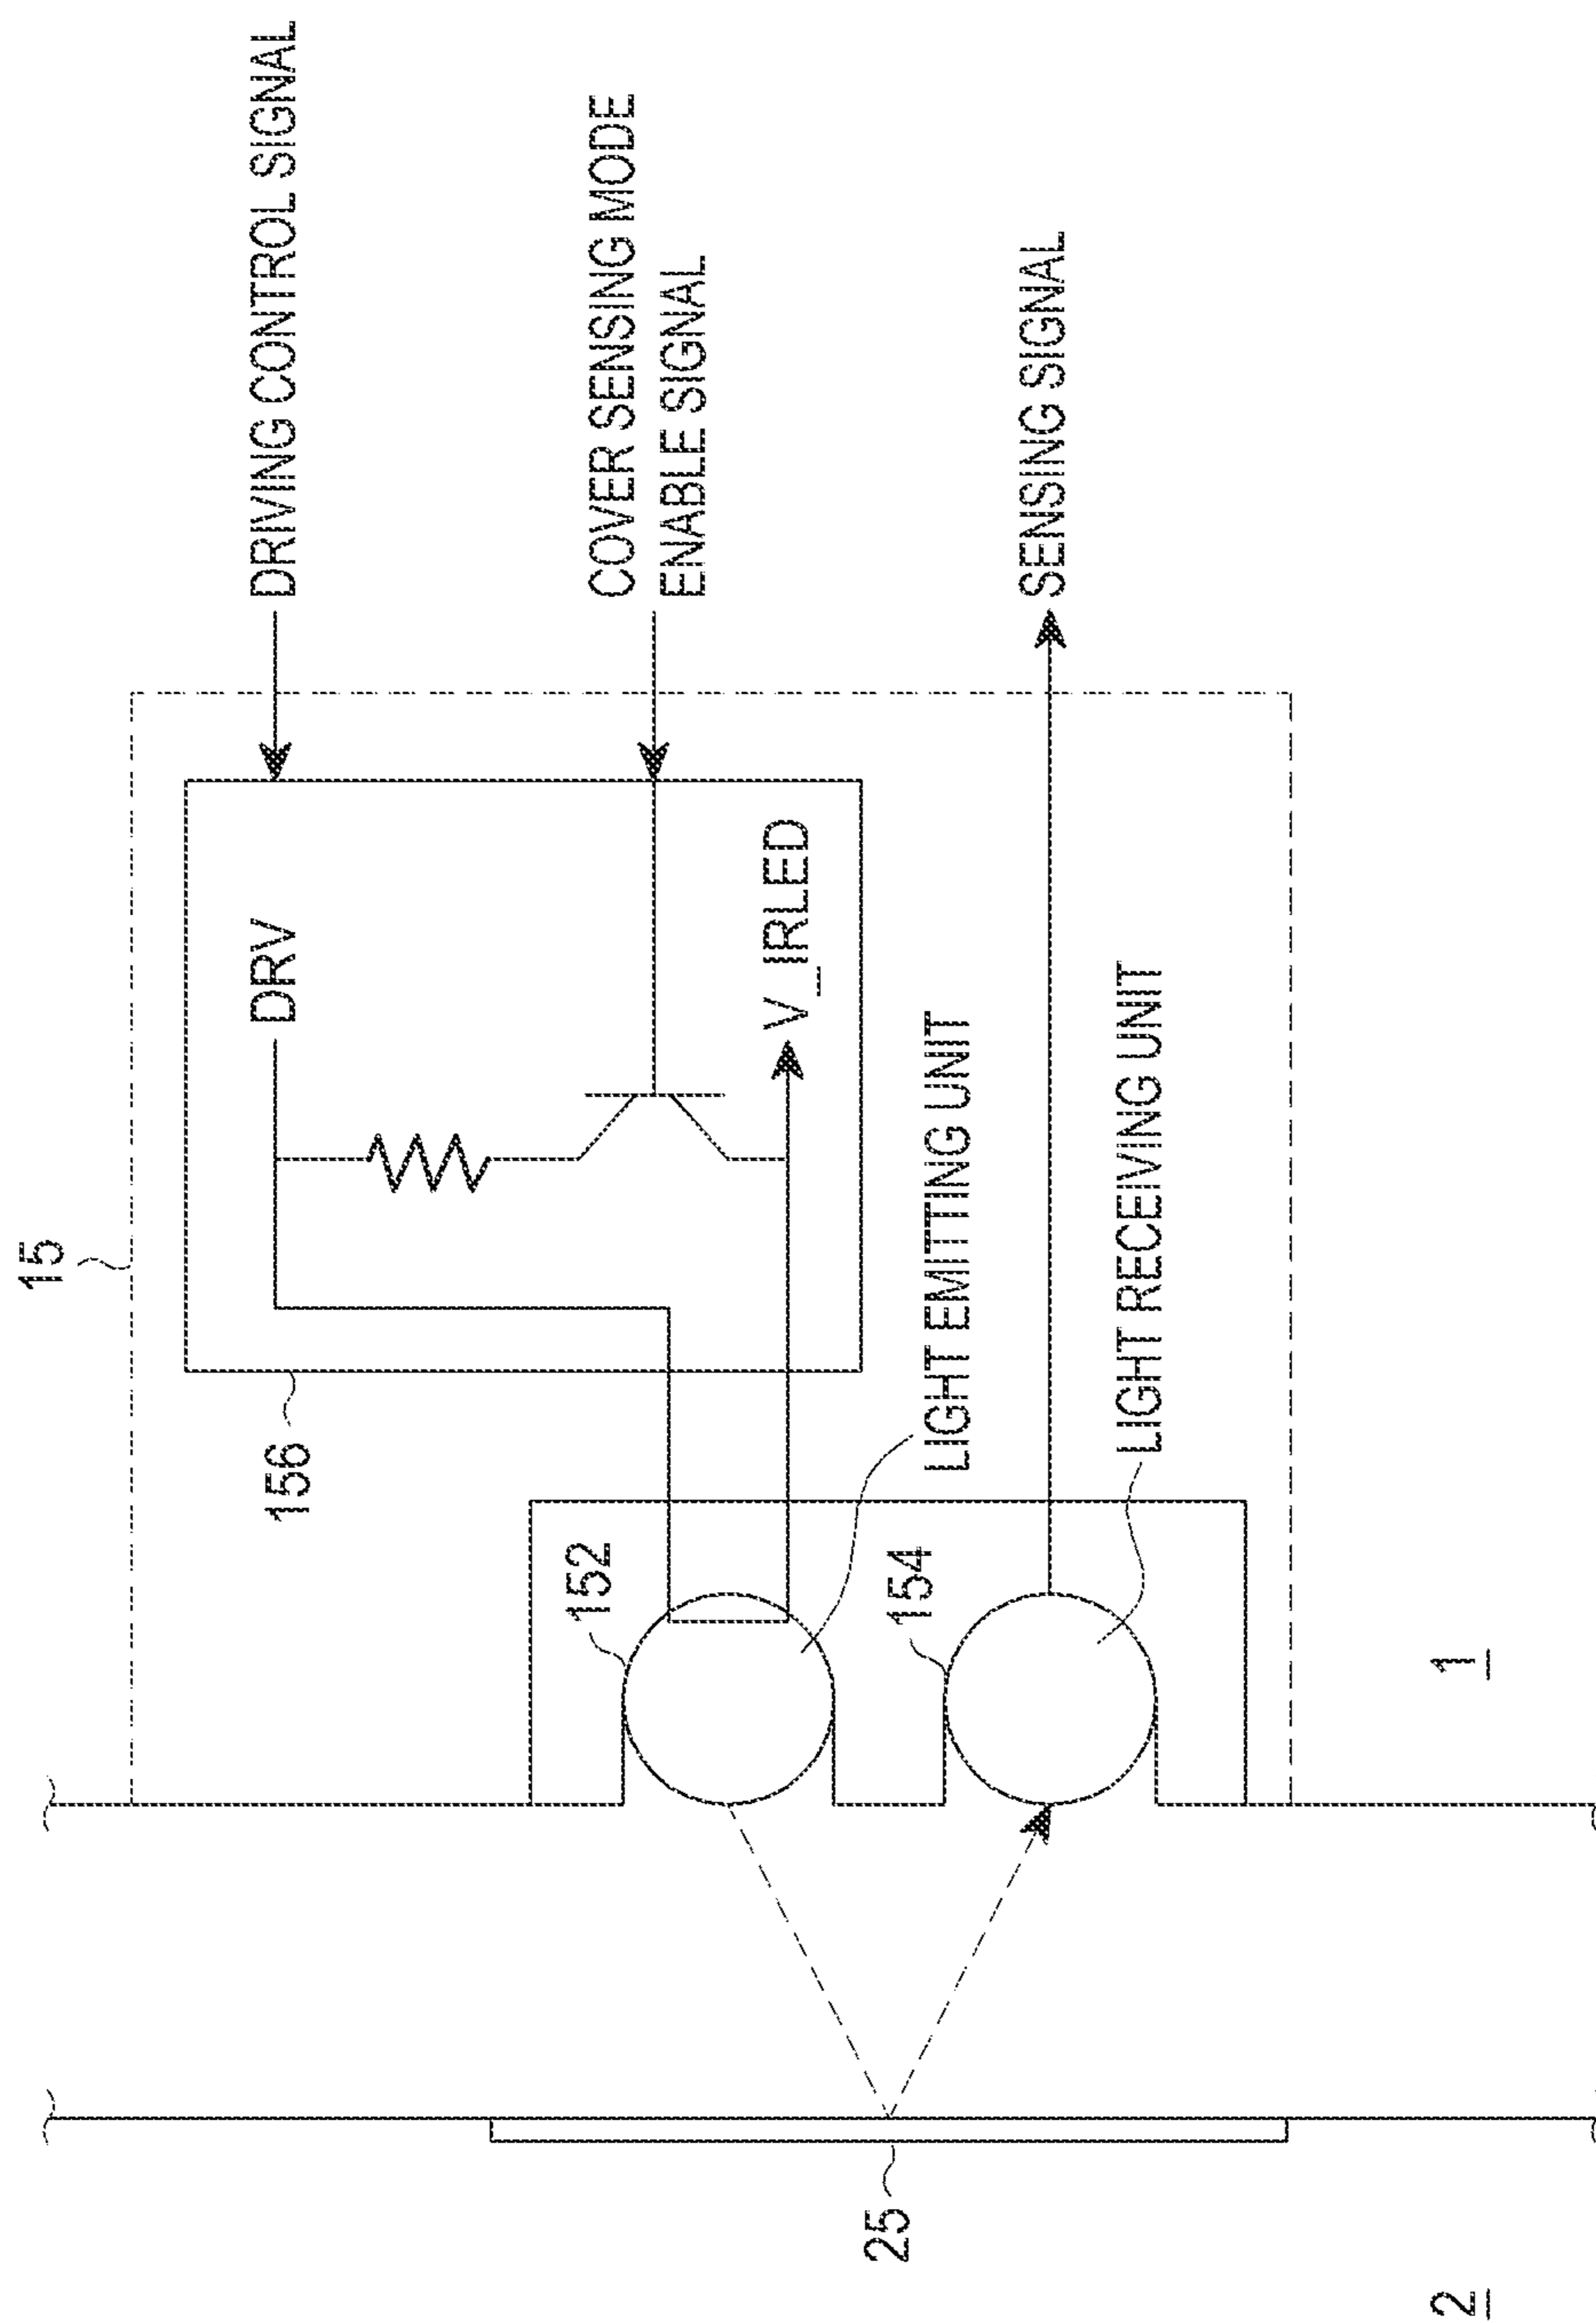 15
DRIVING CONTROL SIGNAL
DRV
156
COVER SENSING MODE
ENABLE SIGNAL
152
V_IRLED
LIGHT EMITTING UNIT
154
SENSING SIGNAL
LIGHT RECEIVING UNIT
25
1
2